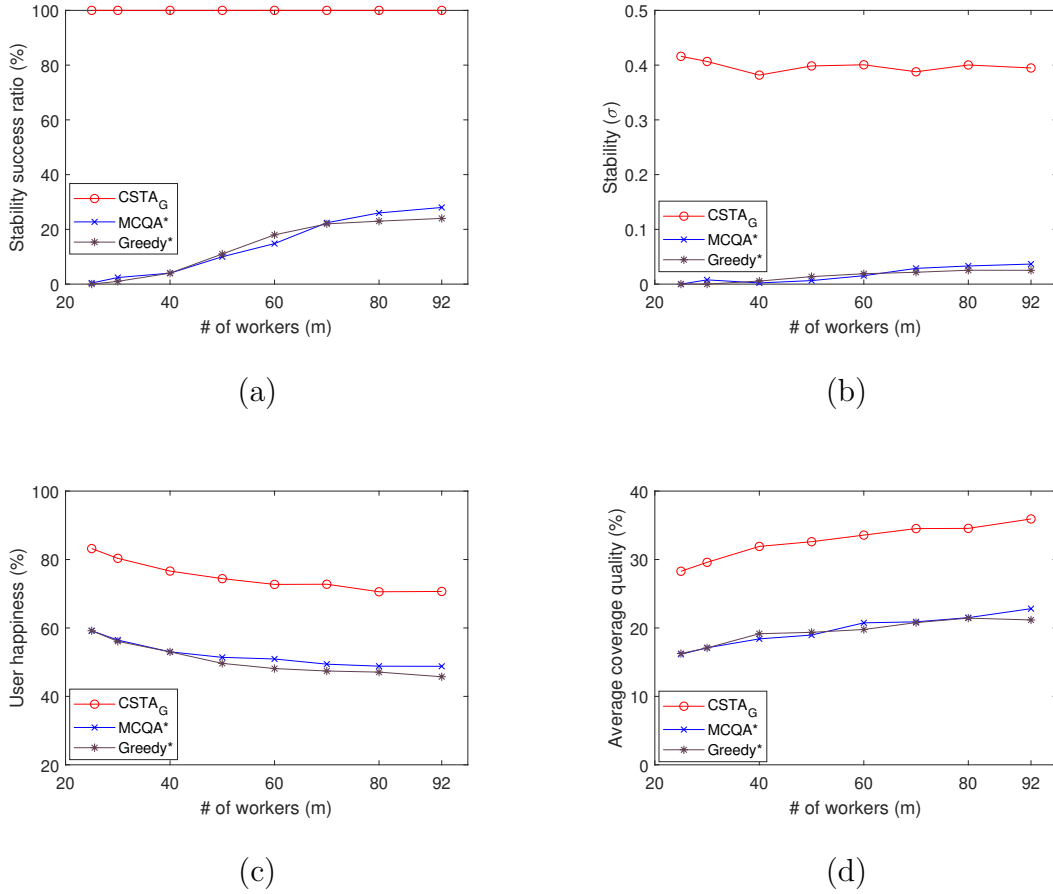 Stability success ratio (%)
100
80
60
40
20
0
CSTA_G
MCQA*
Greedy*
20 40 60 80 92
# of workers (m)
(a)
Stability (σ)
0.5
0.4
0.3
0.2
0.1
0
CSTA_G
MCQA*
Greedy*
20 40 60 80 92
# of workers (m)
(b)
User happiness (%)
100
80
60
40
20
CSTA_G
MCQA*
Greedy*
20 40 60 80 92
# of workers (m)
(c)
Average coverage quality (%)
40
30
20
10
0
CSTA_G
MCQA*
Greedy*
20 40 60 80 92
# of workers (m)
(d)